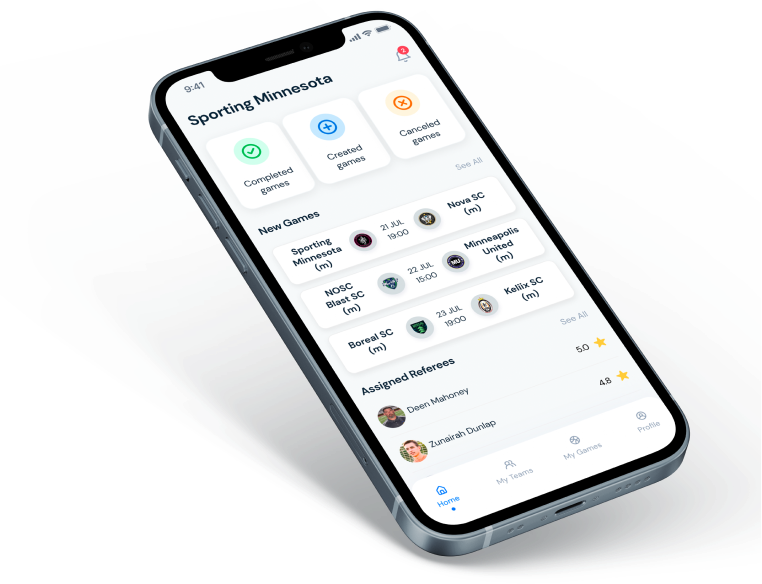 9:41
2
Sporting Minnesota
Completed
games
Created
games
Canceled
games
New Games
See All
Sporting
Minnesota
(m)
21 JUL
19:00
Nova SC
(m)
NOSC
Blast SC
(m)
22 JUL
15:00
MU
Minneapolis
United
(m)
Boreal SC
(m)
23 JUL
19:00
Kelix SC
(m)
Assigned Referees
See All
Deen Mahoney
5.0
Zunairah Dunlap
4.8
Home
My Teams
My Games
Profile